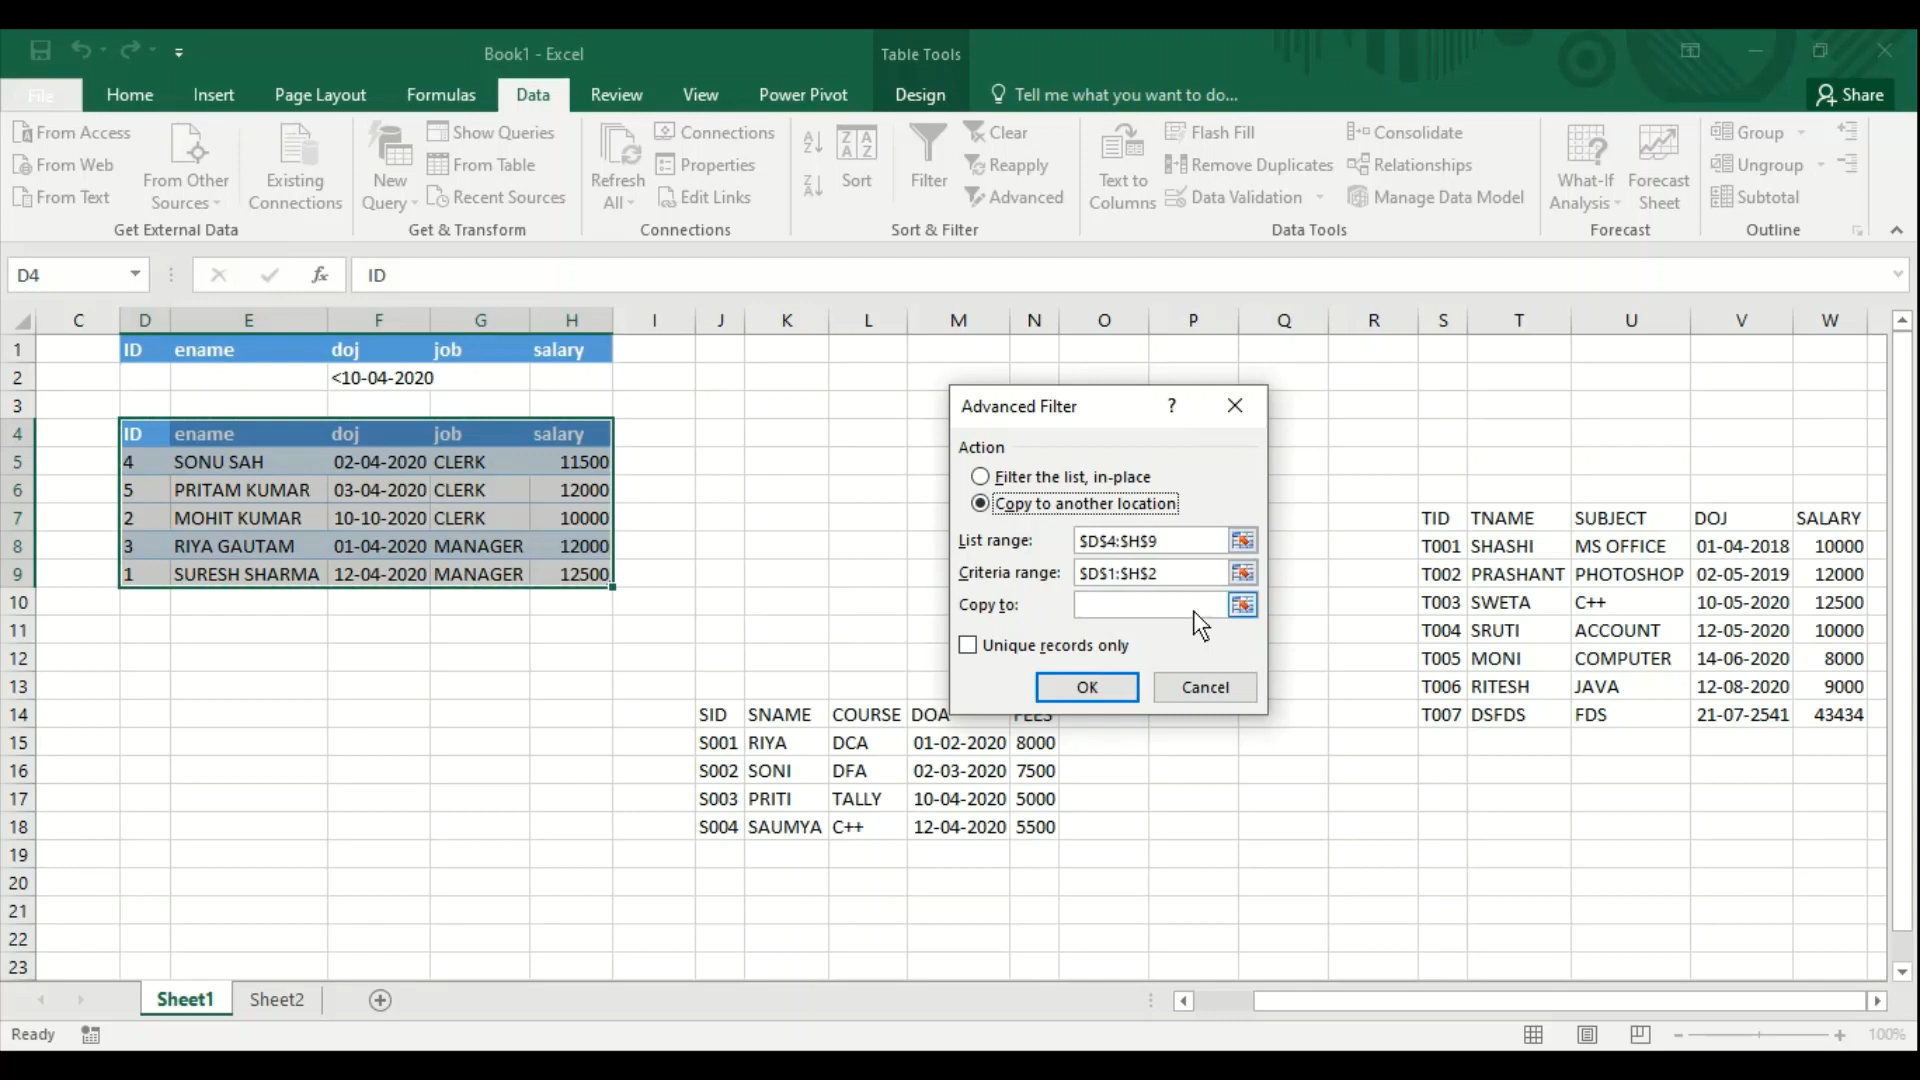 Book1 - Excel
Table Tools
File Home Insert Page Layout Formulas Data Review View Power Pivot Design Tell me what you want to do... Share
From Access
From Web
From Text
From Other Sources
Existing Connections
Get External Data
New Query
Show Queries
From Table
Recent Sources
Get & Transform
Refresh All
Connections
Properties
Edit Links
Connections
Sort
Filter
Clear
Reapply
Advanced
Sort & Filter
Text to Columns
Flash Fill
Remove Duplicates
Data Validation
Consolidate
Relationships
Manage Data Model
Data Tools
What-If Analysis
Forecast Sheet
Forecast
Group
Ungroup
Subtotal
Outline
D4 fx ID
C D E F G H I J K L M N O P Q R S T U V W
1 ID ename doj job salary
2 <10-04-2020
3
4 ID ename doj job salary
5 4 SONU SAH 02-04-2020 CLERK 11500
6 5 PRITAM KUMAR 03-04-2020 CLERK 12000
7 2 MOHIT KUMAR 10-10-2020 CLERK 10000
8 3 RIYA GAUTAM 01-04-2020 MANAGER 12000
9 1 SURESH SHARMA 12-04-2020 MANAGER 12500
10
11
12
13
14
15
16
17
18
19
20
21
22
23
Advanced Filter ?
Action
Filter the list, in-place
Copy to another location
List range: $D$4:$H$9
Criteria range: $D$1:$H$2
Copy to:
Unique records only
OK Cancel
SID SNAME COURSE DOA FEES
S001 RIYA DCA 01-02-2020 8000
S002 SONI DFA 02-03-2020 7500
S003 PRITI TALLY 10-04-2020 5000
S004 SAUMYA C++ 12-04-2020 5500
TID TNAME SUBJECT DOJ SALARY
T001 SHASHI MS OFFICE 01-04-2018 10000
T002 PRASHANT PHOTOSHOP 02-05-2019 12000
T003 SWETA C++ 10-05-2020 12500
T004 SRUTI ACCOUNT 12-05-2020 10000
T005 MONI COMPUTER 14-06-2020 8000
T006 RITESH JAVA 12-08-2020 9000
T007 DSFDS FDS 21-07-2541 43434
Sheet1 Sheet2
Ready 100%